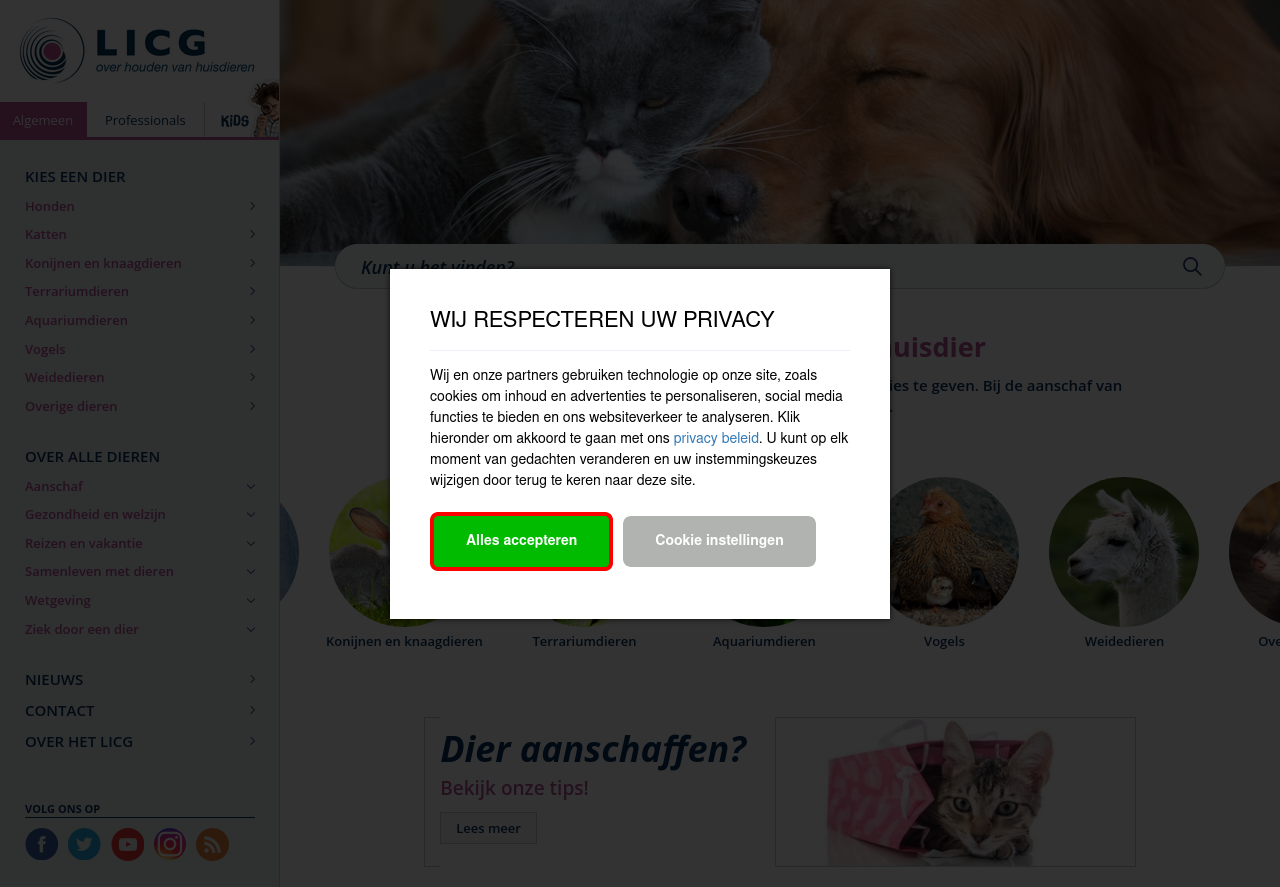 LICG
over houden van huisdieren
Algemeen
Professionals
KiDS
KIES EEN DIER
Honden
Katten
Konijnen en knaagdieren
Terrariumdieren
Aquariumdieren
Vogels
Weidedieren
Overige dieren
OVER ALLE DIEREN
Aanschaf
Gezondheid en welzijn
Reizen en vakantie
Samenleven met dieren
Wetgeving
Ziek door een dier
NIEUWS
CONTACT
OVER HET LICG
VOLG ONS OP
Kunt u het vinden?
WIJ RESPECTEREN UW PRIVACY
Wij en onze partners gebruiken technologie op onze site, zoals
cookies om inhoud en advertenties te personaliseren, social media
functies te bieden en ons websiteverkeer te analyseren. Klik
hieronder om akkoord te gaan met ons privacy beleid. U kunt op elk
moment van gedachten veranderen en uw instemmingskeuzes
wijzigen door terug te keren naar deze site.
Alles accepteren
Cookie instellingen
te geven. Bij de aanschaf van
Konijnen en knaagdieren
Terrariumdieren
Aquariumdieren
Vogels
Weidedieren
Dier aanschaffen?
Bekijk onze tips!
Lees meer